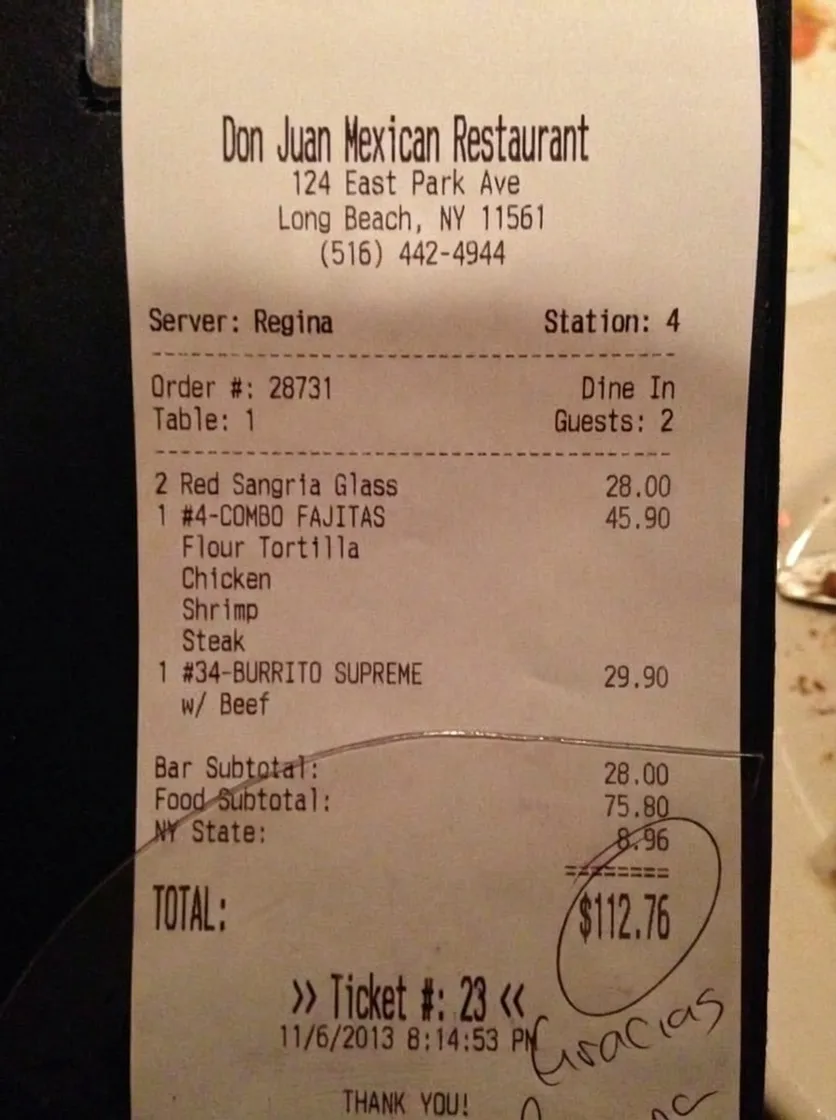 Don Juan Mexican Restaurant
124 East Park Ave
Long Beach, NY 11561
(516) 442-4944
Server: Regina Station: 4
Order #: 28731 Dine In
Table: 1 Guests: 2
2 Red Sangria Glass 28.00
1 #4-COMBO FAJITAS 45.90
Flour Tortilla
Chicken
Shrimp
Steak
1 #34-BURRITO SUPREME 29.90
w/ Beef
Bar Subtotal: 28.00
Food Subtotal: 75.80
NY State: 8.96
========
TOTAL: $112.76
>> Ticket #: 23 <<
11/6/2013 8:14:53 PM
Gracias
THANK YOU!